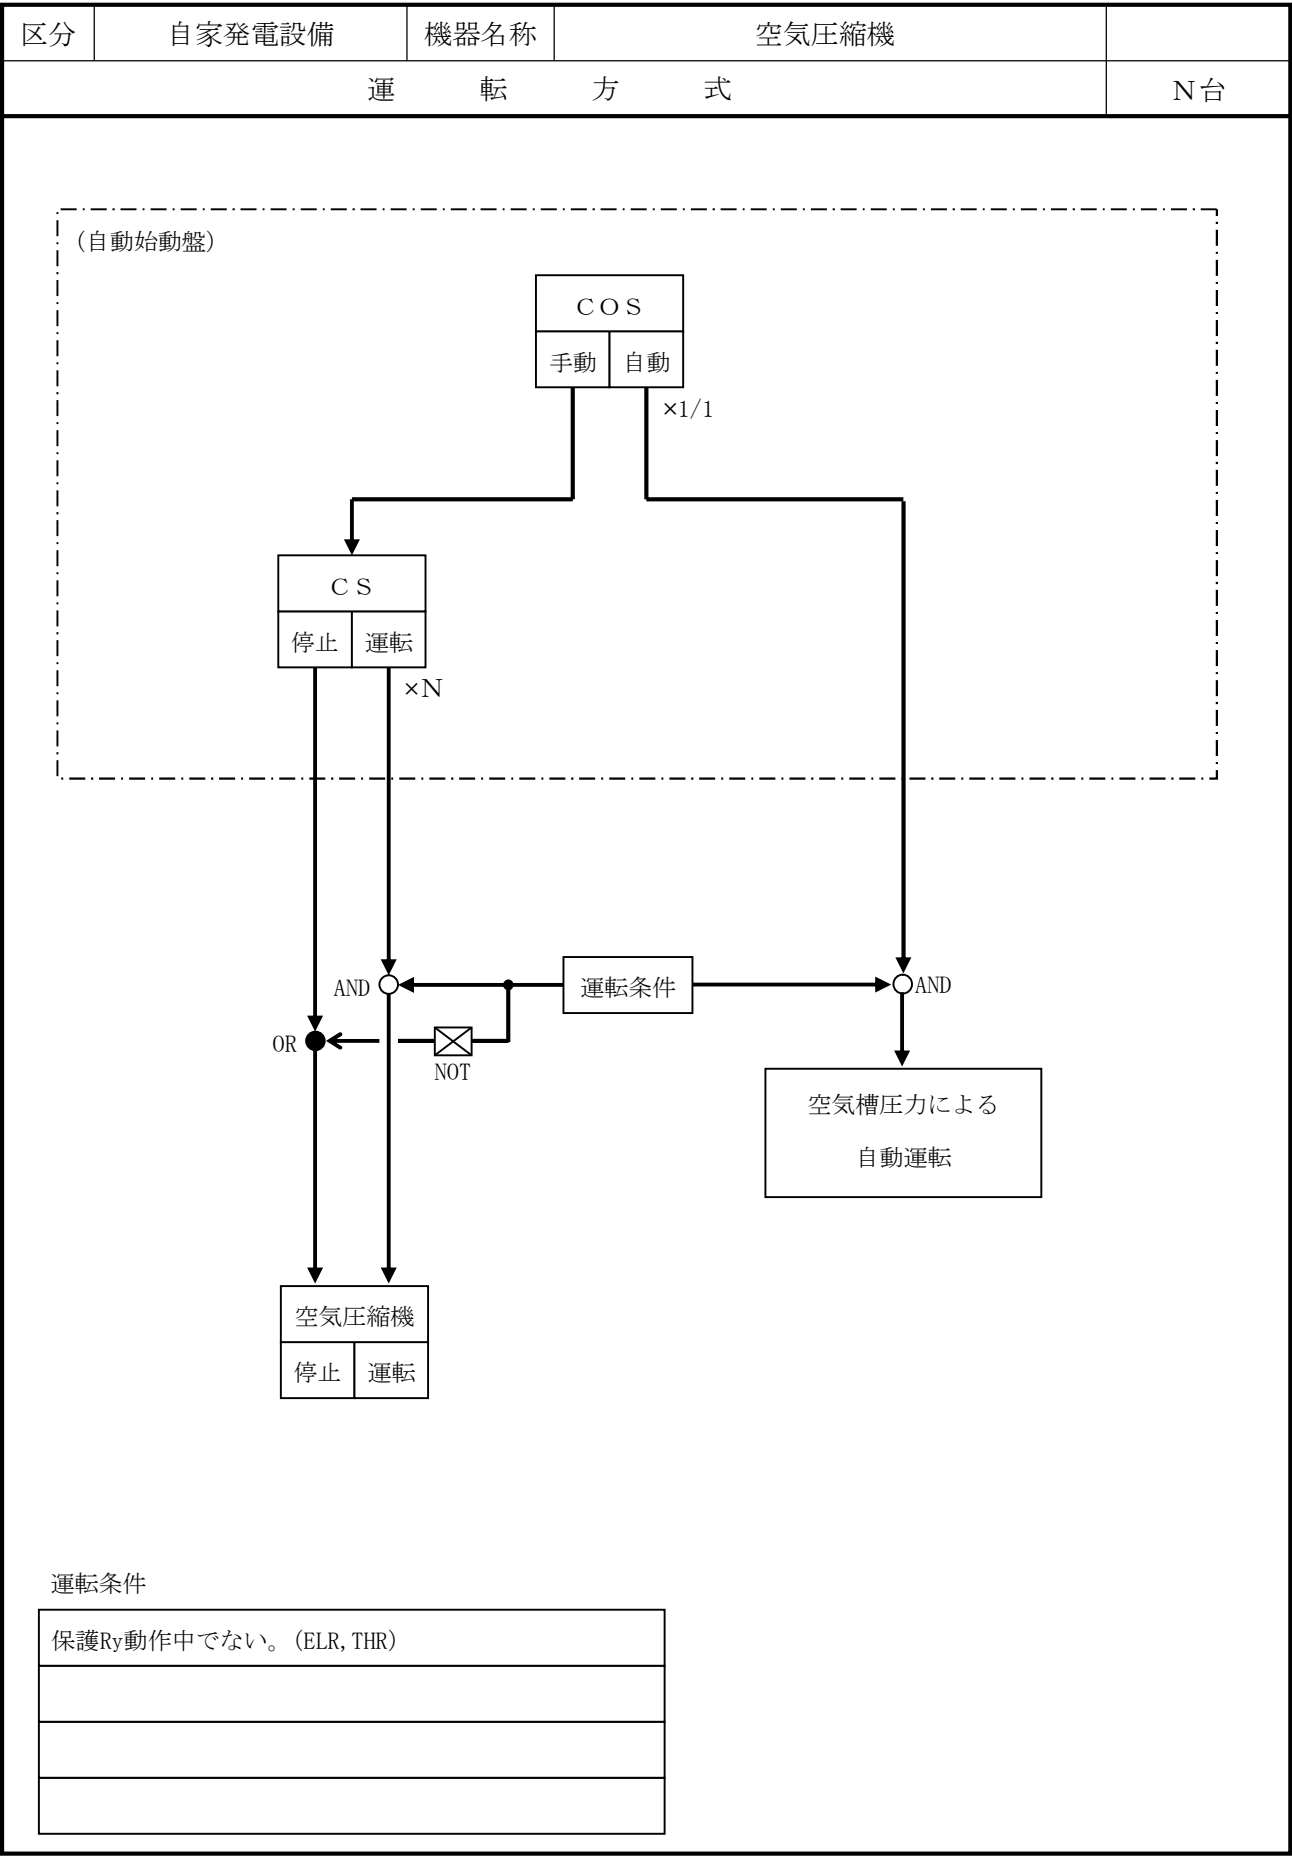 区分 自家発電設備 機器名称 空気圧縮機
運転方式 N台
(自動始動盤)
COS
手動 自動
×1/1
CS
停止 運転
×N
AND 運転条件 AND
OR
NOT
空気槽圧力による
自動運転
空気圧縮機
停止 運転
運転条件
保護Ry動作中でない。(ELR,THR)